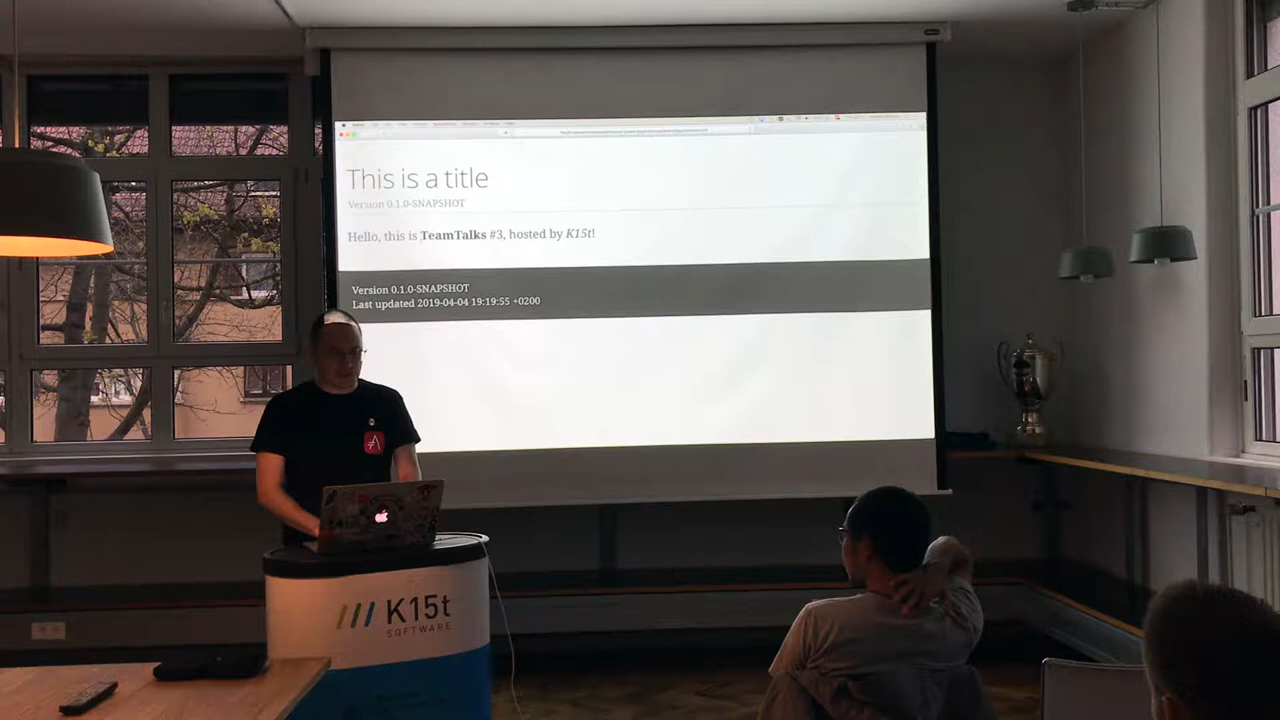 This is a title
Version 0.1.0-SNAPSHOT
Hello, this is TeamTalks #3, hosted by K15t!
Version 0.1.0-SNAPSHOT
Last updated 2019-04-04 19:19:55 +0200
A
K15t
SOFTWARE